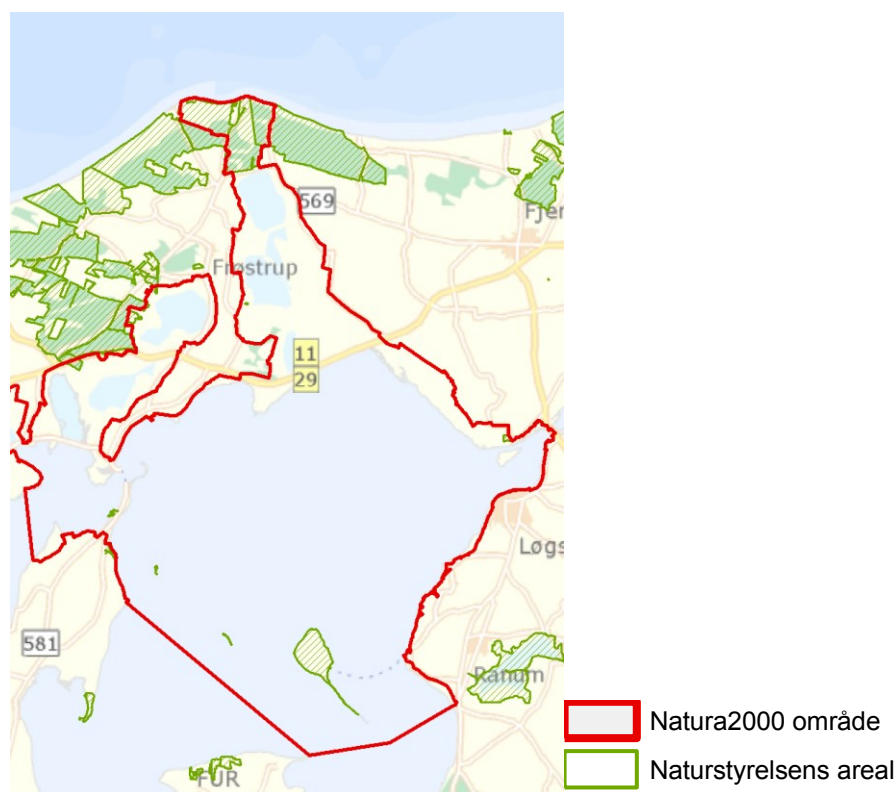 569
Fjer
Frøstrup
11
29
Løgs
581
Ranum
FUR
Natura2000 område
Naturstyrelsens areal